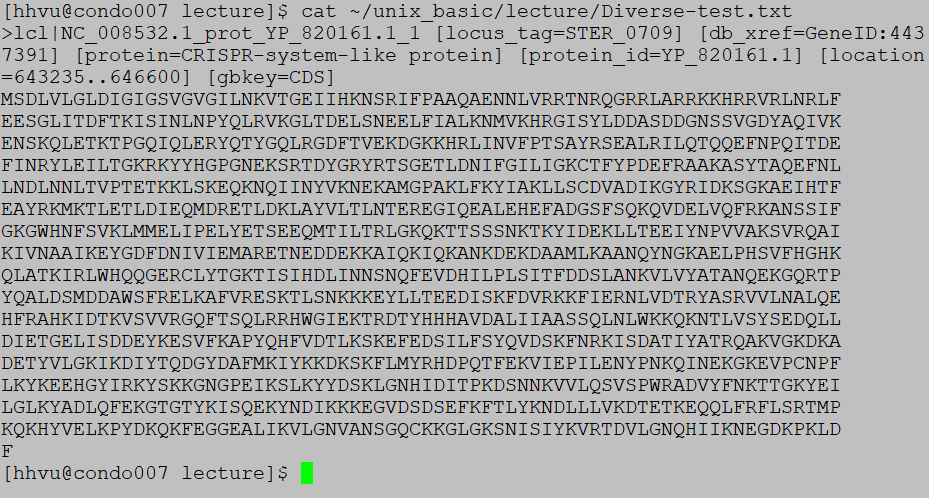 [hhvu@condo007 lecture]$ cat ~/unix_basic/lecture/Diverse-test.txt
>lcl|NC_008532.1_prot_YP_820161.1_1 [locus_tag=STER_0709] [db_xref=GeneID:443
7391] [protein=CRISPR-system-like protein] [protein_id=YP_820161.1] [location
=643235..646600] [gbkey=CDS]
MSDLVLGLDIGIGSVGVGILNKVTGEIIHKNSRIFPAAQAENNLVRRTNRQGRRLARRKKHRRVRLNRLF
EESGLITDFTKISINLNPYQLRVKGLTDELSNEELFIALKNMVKHRGISYLDDASDDGNSSVGDYAQIVK
ENSKQLETKTPGQIQLERYQTYGQLRGDFTVEKDGKKHRLINVFPTSAYRSEALRILQTQQEFNPQITDE
FINRYLEILTGKRKYYHGPGNEKSRTDYGRYRTSGETLDNIFGILIGKCTFYPDEFRAAKASYTAQEFNL
LNDLNNLTVPTETKKLSKEQKNQIINYVKNEKAMGPAKLFKYIAKLLSCDVADIKGYRIDKSGKAEIHTF
EAYRKMKTLETLDIEQMDRETLDKLAYVLTLNTEREGIQEALEHEFADGSFSQKQVDELVQFRKANSSIF
GKGWHNFSVKLMMELIPELYETSEEQMTILTRLGKQKTTSSSNKTKYIDEKLLTEEIYNPVVAKSVRQAI
KIVNAAIKEYGDFDNIVIEMARETNEDDEKKAIQKIQKANKDEKDAAMLKAANQYNGKAELPHSVFHGHK
QLATKIRLWHQQGERCLYTGKTISIHDLINNSNQFEVDHILPLSITFDDSLANKVLVYATANQEKGQRTP
YQALDSMDDAWSFRELKAFVRESKTLSNKKKEYLLTEEDISKFDVRKKFIERNLVDTRYASRVVLNALQE
HFRAHKIDTKVSVVRGQFTSQLRRHWGIEKTRDTYHHHAVDALIIAASSQLNLWKKQKNTLVSYSEDQLL
DIETGELISDDEYKESVFKAPYQHFVDTLKSKEFEDSILFSYQVDSKFNRKISDATIYATRQAKVGKDKA
DETYVLGKIKDIYTQDGYDAFMKIYKKDKSKFLMYRHDPQTFEKVIEPILENYPNKQINEKGKEVPCNPF
LKYKEEHGYIRKYSKKGNGPEIKSLKYYDSKLGNHIDITPKDSNNKVVLQSVSPWRADVYFNKTTGKYEI
LGLKYADLQFEKGTGTYKISQEKYNDIKKKEGVDSDSEFKFTLYKNDLLLVKDTETKEQQLFRFLSRTMP
KQKHYVELKPYDKQKFEGGEALIKVLGNVANSGQCKKGLGKSNISIYKVRTDVLGNQHIIKNEGDKPKLD
F
[hhvu@condo007 lecture]$